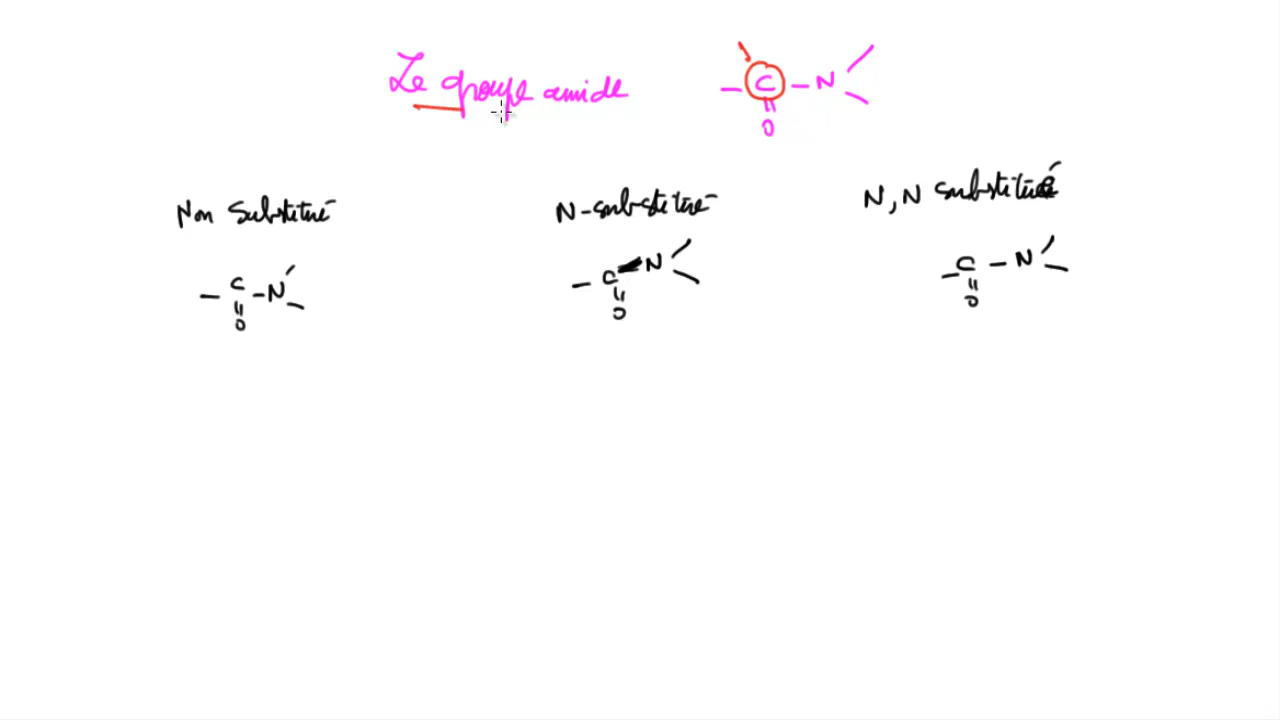 Le groupe amide
- C - N
O
Non substitué
N-substitué
N, N substitué
- C - N
O
- C - N
O
- C - N
O